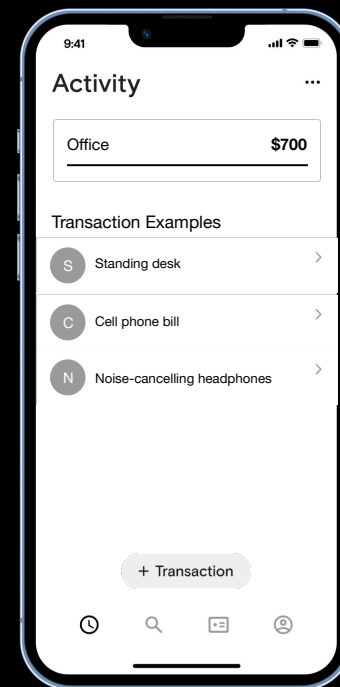 9:41
Activity
Office $700
Transaction Examples
S Standing desk
C Cell phone bill
N Noise-cancelling headphones
+ Transaction